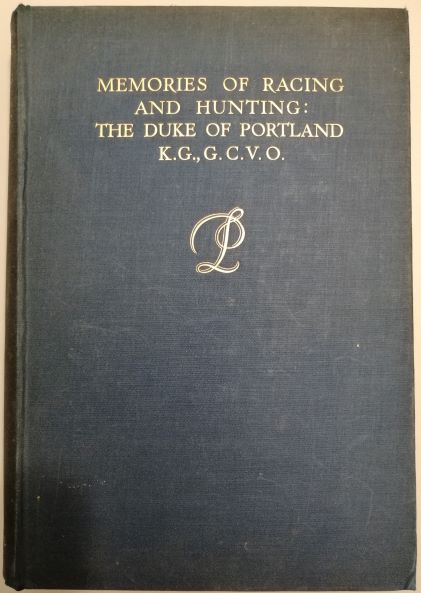 MEMORIES OF RACING
AND HUNTING:
THE DUKE OF PORTLAND
K.G., G.C.V.O.
P